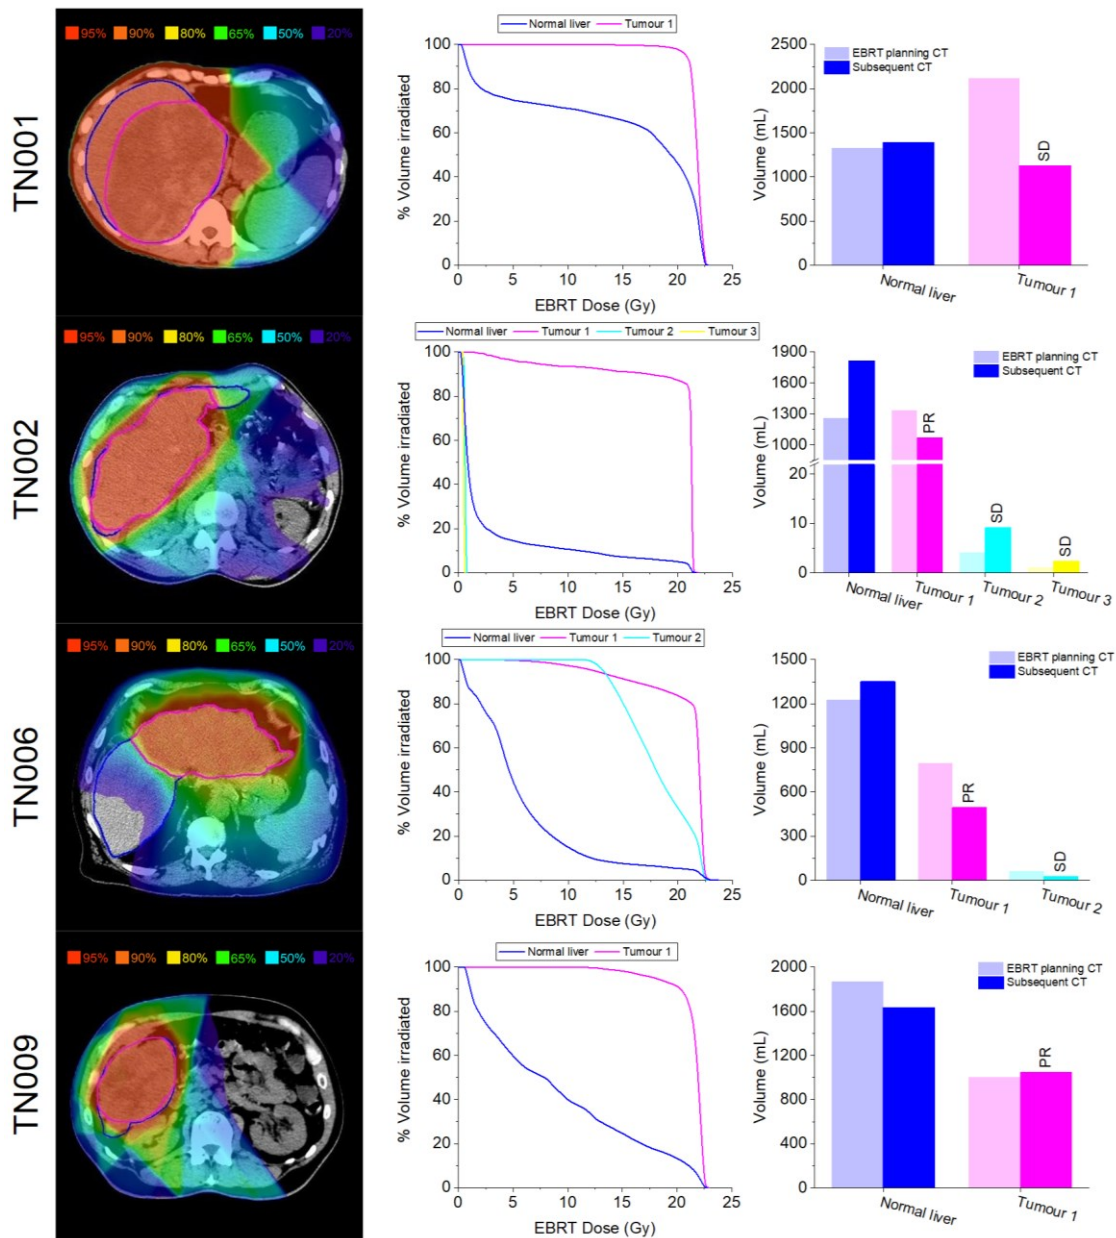 TN001
95% 90% 80% 65% 50% 20%
Normal liver Tumour 1
% Volume irradiated
100
80
60
40
20
0
0 5 10 15 20 25
EBRT Dose (Gy)
EBRT planning CT
Subsequent CT
Volume (mL)
2500
2000
1500
1000
500
0
SD
Normal liver Tumour 1
TN002
95% 90% 80% 65% 50% 20%
Normal liver Tumour 1 Tumour 2 Tumour 3
% Volume irradiated
100
80
60
40
20
0
0 5 10 15 20 25
EBRT Dose (Gy)
EBRT planning CT
Subsequent CT
Volume (mL)
1900
1600
1300
1000
20
10
0
PR
SD
SD
Normal liver Tumour 1 Tumour 2 Tumour 3
TN006
95% 90% 80% 65% 50% 20%
Normal liver Tumour 1 Tumour 2
% Volume irradiated
100
80
60
40
20
0
0 5 10 15 20 25
EBRT Dose (Gy)
EBRT planning CT
Subsequent CT
Volume (mL)
1500
1200
900
600
300
0
PR
SD
Normal liver Tumour 1 Tumour 2
TN009
95% 90% 80% 65% 50% 20%
Normal liver Tumour 1
% Volume irradiated
100
80
60
40
20
0
0 5 10 15 20 25
EBRT Dose (Gy)
EBRT planning CT
Subsequent CT
Volume (mL)
2000
1600
1200
800
400
0
PR
Normal liver Tumour 1